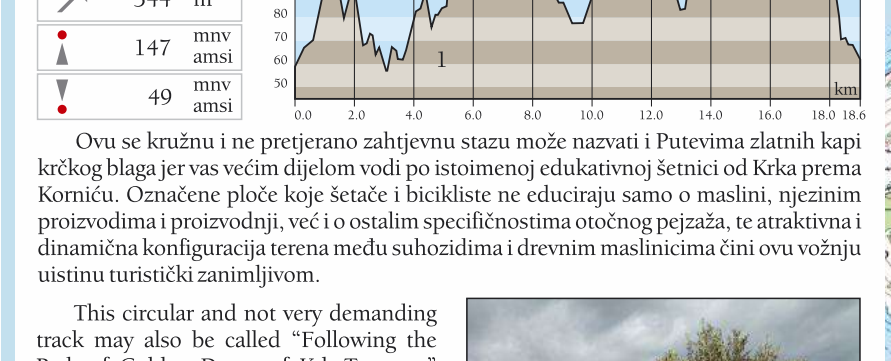 344 m
80
70
147 mnv
amsi
60
1
50
49 mnv
amsi
km
0.0 2.0 4.0 6.0 8.0 10.0 12.0 14.0 16.0 18.0 18.6
Ovu se kružnu i ne pretjerano zahtjevnu stazu može nazvati i Putevima zlatnih kapi
krčkog blaga jer vas većim dijelom vodi po istoimenoj edukativnoj šetnici od Krka prema
Korniću. Označene ploče koje šetače i bicikliste ne educiraju samo o maslini, njezinim
proizvodima i proizvodnji, već i o ostalim specifičnostima otočnog pejzaža, te atraktivna i
dinamična konfiguracija terena među suhozidima i drevnim maslinicima čini ovu vožnju
uistinu turistički zanimljivom.
This circular and not very demanding
track may also be called “Following the